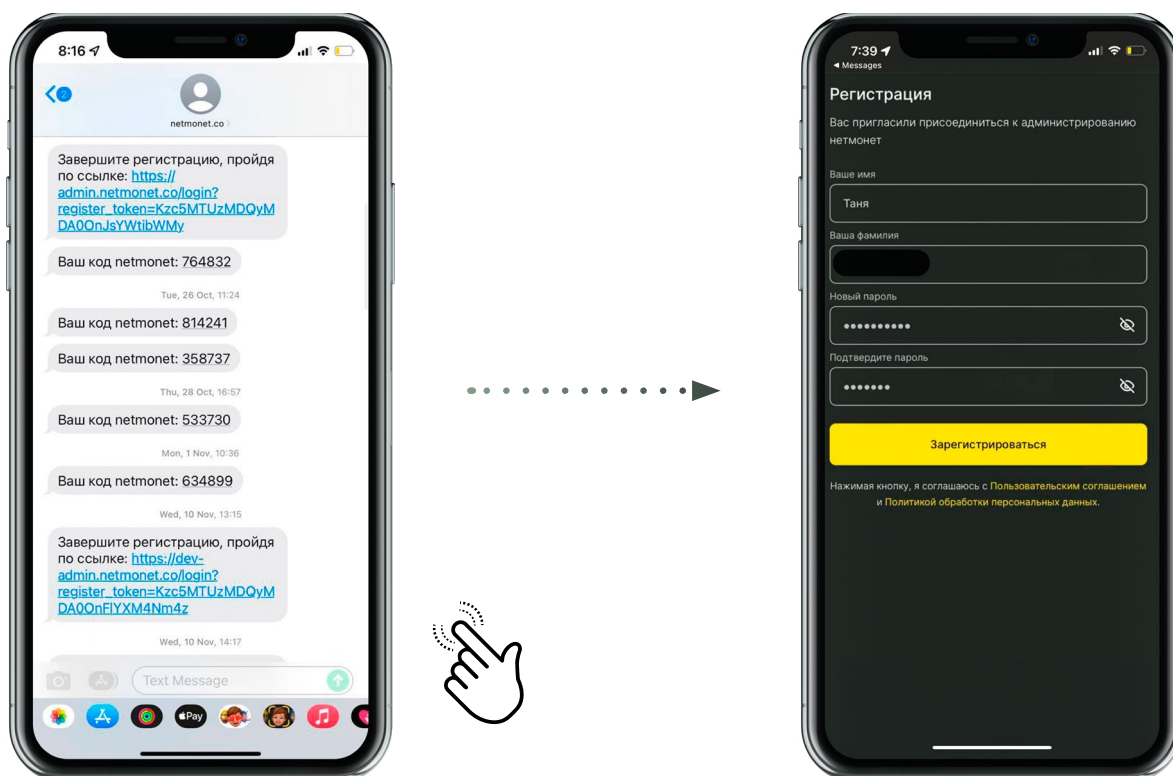 8:16
2
netmonet.co
Завершите регистрацию, пройдя
по ссылке: https://
admin.netmonet.co/login?
register_token=Kzc5MTUzMDQyM
DA0OnJsYWtibWMy
Ваш код netmonet: 764832
Tue, 26 Oct, 11:24
Ваш код netmonet: 814241
Ваш код netmonet: 358737
Thu, 28 Oct, 16:57
Ваш код netmonet: 533730
Mon, 1 Nov, 10:36
Ваш код netmonet: 634899
Wed, 10 Nov, 13:15
Завершите регистрацию, пройдя
по ссылке: https://dev-
admin.netmonet.co/login?
register_token=Kzc5MTUzMDQyM
DA0OnFlYXM4Nm4z
Wed, 10 Nov, 14:17
Text Message
Pay
7:39
Messages
Регистрация
Вас пригласили присоединиться к администрированию
нетмонет
Ваше имя
Таня
Ваша фамилия
Новый пароль
Подтвердите пароль
Зарегистрироваться
Нажимая кнопку, я соглашаюсь с Пользовательским соглашением
и Политикой обработки персональных данных.